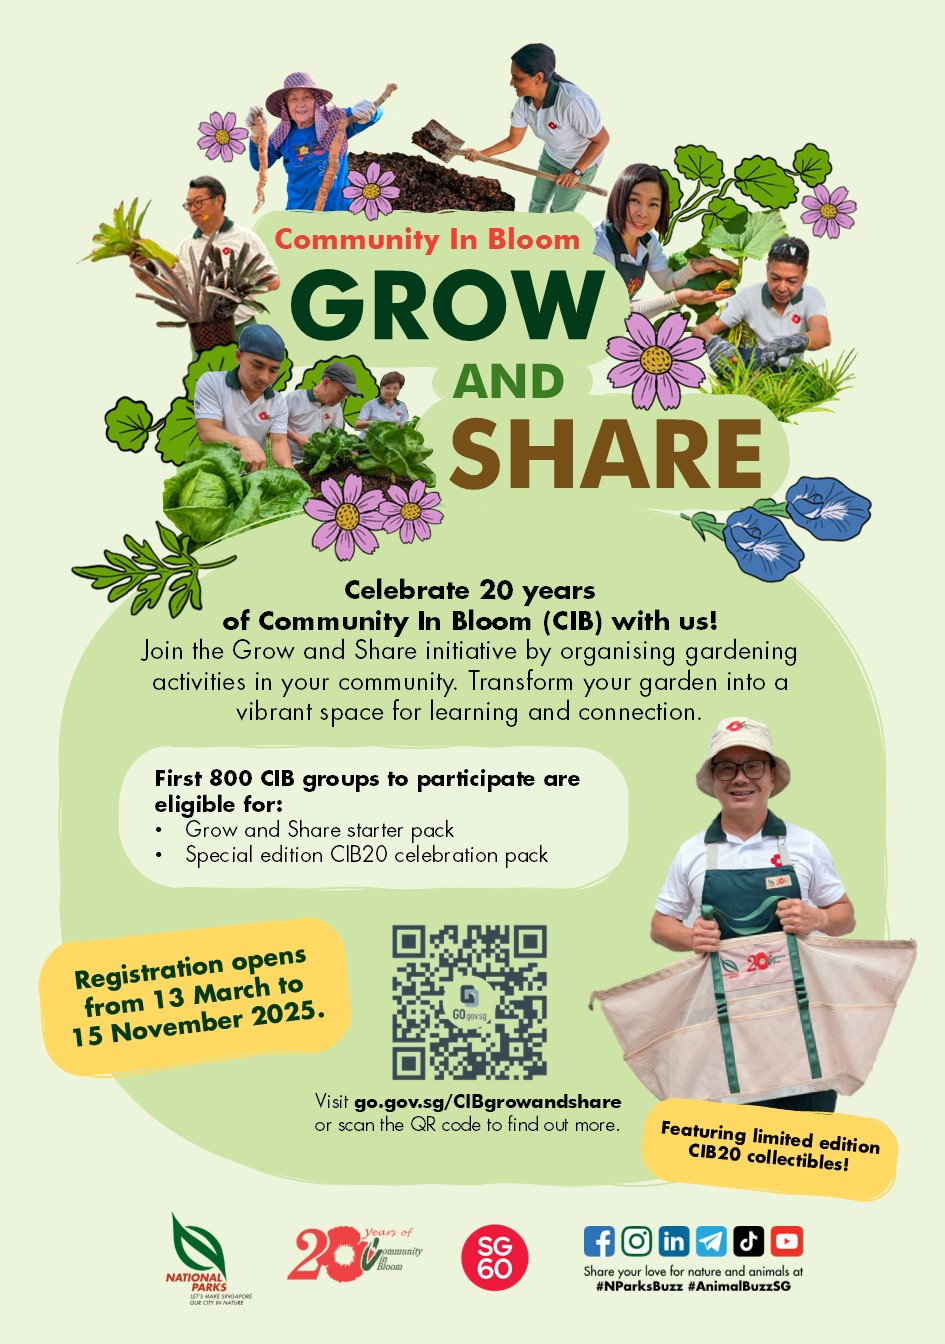 Community In Bloom
GROW
AND
SHARE
Celebrate 20 years
of Community In Bloom (CIB) with us!
Join the Grow and Share initiative by organising gardening
activities in your community. Transform your garden into a
vibrant space for learning and connection.
First 800 CIB groups to participate are
eligible for:
• Grow and Share starter pack
• Special edition CIB20 celebration pack
Registration opens
from 13 March to
15 November 2025.
GOgov.sg
Visit go.gov.sg/CIBgrowandshare
or scan the QR code to find out more.
20
Featuring limited edition
CIB20 collectibles!
NATIONAL
PARKS
LET'S MAKE SINGAPORE
OUR CITY IN NATURE
20 years of
Community
in
Bloom
SG
60
Share your love for nature and animals at
#NParksBuzz #AnimalBuzzSG